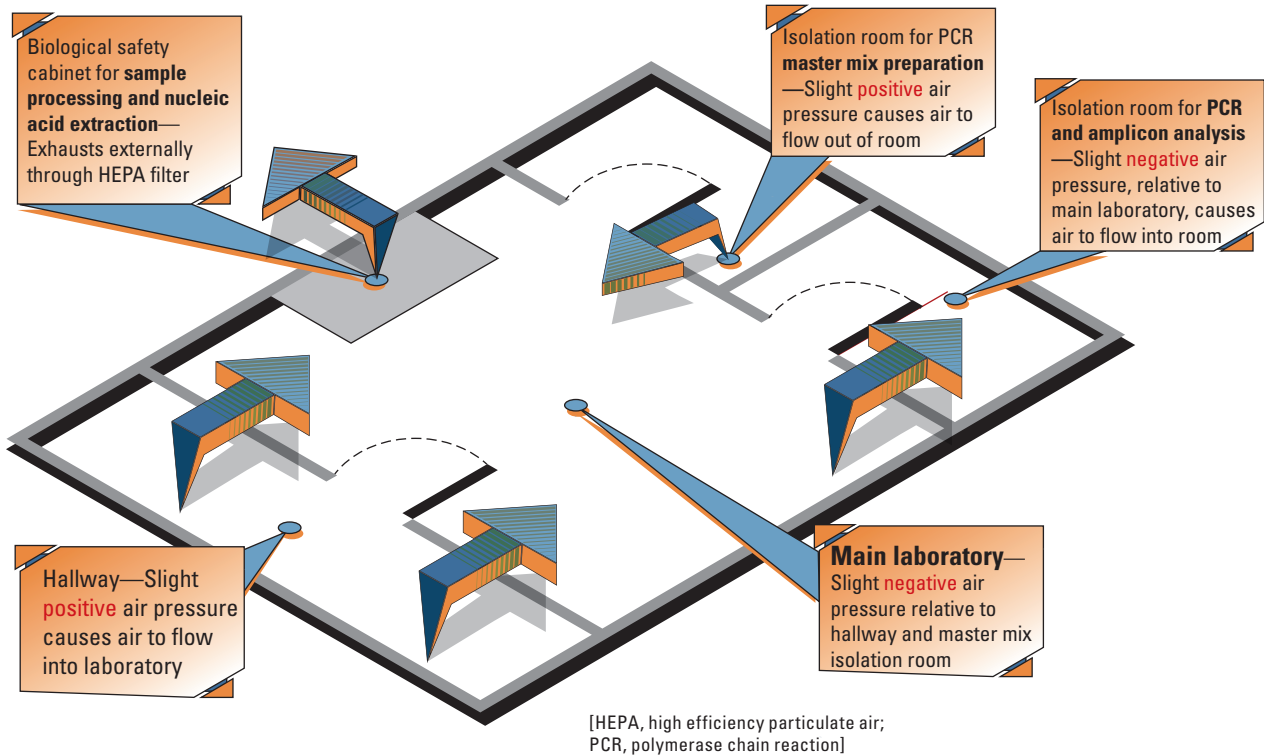 Biological safety
cabinet for sample
processing and nucleic
acid extraction—
Exhausts externally
through HEPA filter
Isolation room for PCR
master mix preparation
—Slight positive air
pressure causes air to
flow out of room
Isolation room for PCR
and amplicon analysis
—Slight negative air
pressure, relative to
main laboratory, causes
air to flow into room
Hallway—Slight
positive air pressure
causes air to flow
into laboratory
Main laboratory—
Slight negative air
pressure relative to
hallway and master mix
isolation room
[HEPA, high efficiency particulate air;
PCR, polymerase chain reaction]